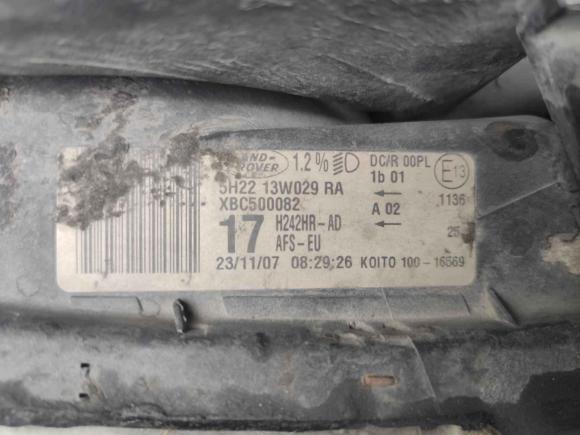 LAND-ROVER 1.2% DC/R 00PL E13
5H22 13W029 RA 1b 01
XBC500082 ← 1136
17 H242HR-AD A 02
AFS-EU ← 25
23/11/07 08:29:26 KOITO 100-16569